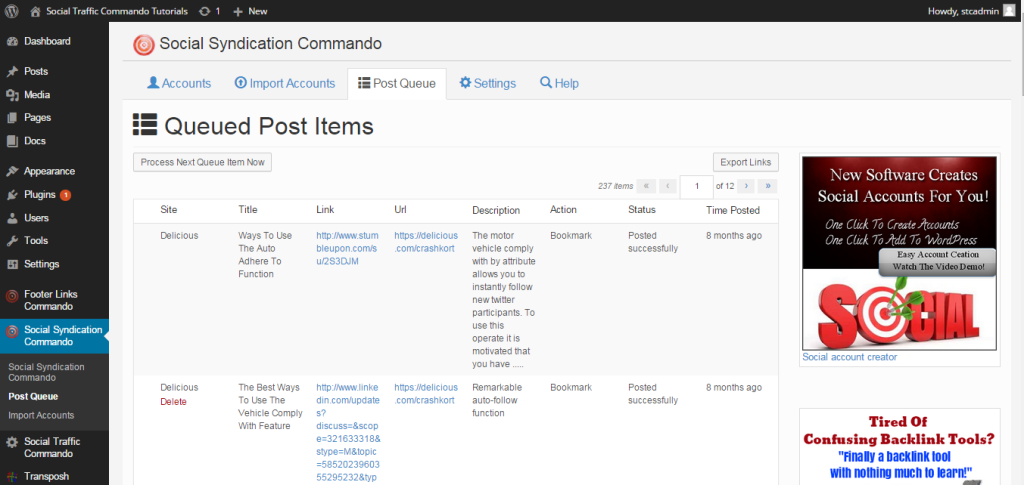 Social Traffic Commando Tutorials 1 + New
Howdy, stcadmin
Dashboard
Posts
Media
Pages
Docs
Appearance
Plugins 1
Users
Tools
Settings
Footer Links
Commando
Social Syndication
Commando
Social Syndication
Commando
Post Queue
Import Accounts
Social Traffic
Commando
Transposh
Social Syndication Commando
Accounts
Import Accounts
Post Queue
Settings
Help
Queued Post Items
Process Next Queue Item Now
Export Links
237 items « ‹ 1 of 12 › »
Site Title Link Url Description Action Status Time Posted
Delicious
Ways To Use
The Auto
Adhere To
Function
http://www.stum
bleupon.com/s
u/2S3DJM
https://delicious
.com/crashkort
The motor
vehicle comply
with by attribute
allows you to
instantly follow
new twitter
participants. To
use this
operate it is
motivated that
you have .....
Bookmark
Posted
successfully
8 months ago
Delicious
Delete
The Best Ways
To Use The
Vehicle Comply
With Feature
http://www.linke
din.com/update
s?
discuss=&scop
e=321633318&
stype=M&topic
=58520239603
55295232&typ
https://delicious
.com/crashkort
Remarkable
auto-follow
function
Bookmark
Posted
successfully
8 months ago
New Software Creates
Social Accounts For You!
One Click To Create Accounts
One Click To Add To WordPress
Easy Account Ceation
Watch The Video Demo!
SOCIAL
Social account creator
Tired Of
Confusing Backlink Tools?
"Finally a backlink tool
with nothing much to learn!"